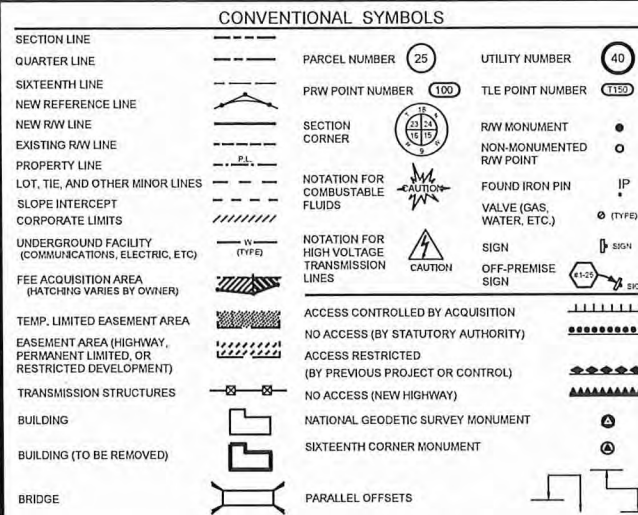 CONVENTIONAL SYMBOLS
SECTION LINE
QUARTER LINE
SIXTEENTH LINE
NEW REFERENCE LINE
NEW R/W LINE
EXISTING R/W LINE
PROPERTY LINE
P.L.
LOT, TIE, AND OTHER MINOR LINES
SLOPE INTERCEPT
CORPORATE LIMITS
UNDERGROUND FACILITY
(COMMUNICATIONS, ELECTRIC, ETC)
W
(TYPE)
FEE ACQUISITION AREA
(HATCHING VARIES BY OWNER)
TEMP. LIMITED EASEMENT AREA
EASEMENT AREA (HIGHWAY,
PERMANENT LIMITED, OR
RESTRICTED DEVELOPMENT)
TRANSMISSION STRUCTURES
BUILDING
BUILDING (TO BE REMOVED)
BRIDGE
PARCEL NUMBER
25
PRW POINT NUMBER
100
SECTION
CORNER
18
23 24
16 15
9
NOTATION FOR
COMBUSTABLE
FLUIDS
CAUTION
NOTATION FOR
HIGH VOLTAGE
TRANSMISSION
LINES
CAUTION
UTILITY NUMBER
40
TLE POINT NUMBER
T150
R/W MONUMENT
NON-MONUMENTED
R/W POINT
FOUND IRON PIN
IP
VALVE (GAS,
WATER, ETC.)
(TYPE)
SIGN
SIGN
OFF-PREMISE
SIGN
#1-25
ACCESS CONTROLLED BY ACQUISITION
NO ACCESS (BY STATUTORY AUTHORITY)
ACCESS RESTRICTED
(BY PREVIOUS PROJECT OR CONTROL)
NO ACCESS (NEW HIGHWAY)
NATIONAL GEODETIC SURVEY MONUMENT
SIXTEENTH CORNER MONUMENT
PARALLEL OFFSETS